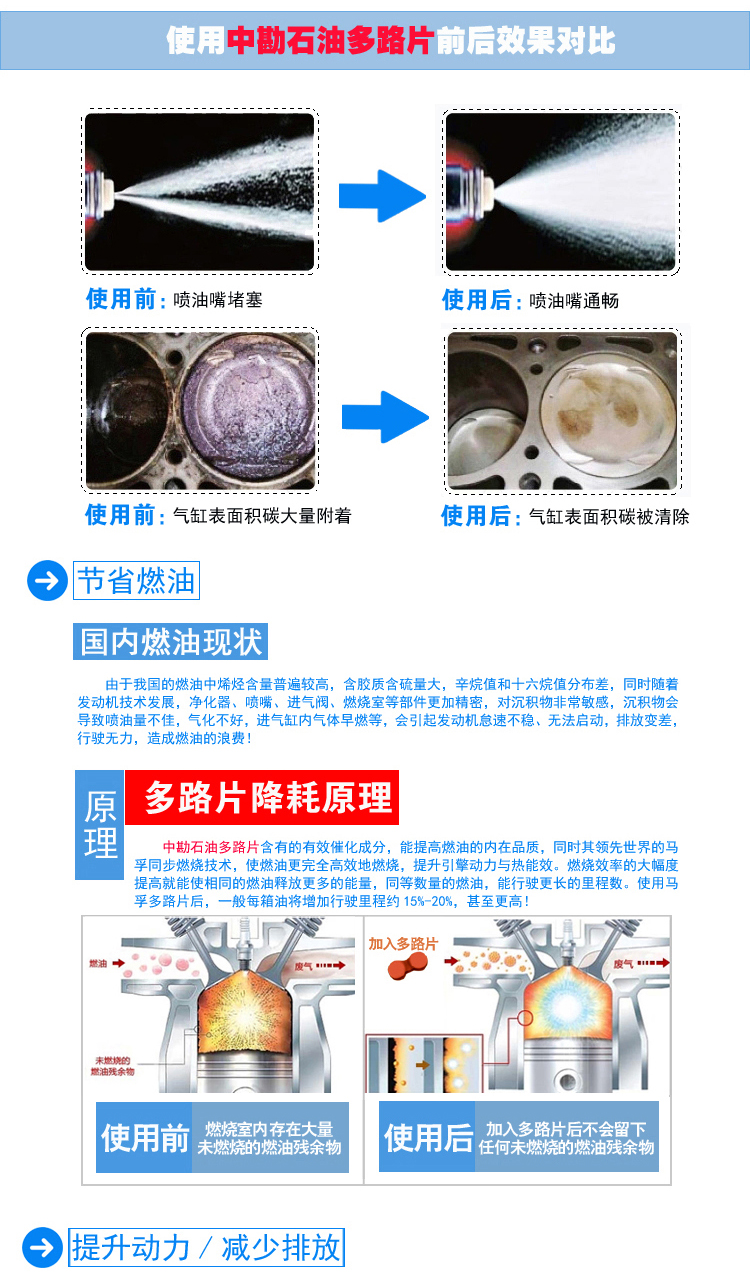 使用中勘石油多路片前后效果对比
使用前：喷油嘴堵塞
使用后：喷油嘴通畅
使用前：气缸表面积碳大量附着
使用后：气缸表面积碳被清除
节省燃油
国内燃油现状
由于我国的燃油中烯烃含量普遍较高，含胶质含硫量大，辛烷值和十六烷值分布差，同时随着
发动机技术发展，净化器、喷嘴、进气阀、燃烧室等部件更加精密，对沉积物非常敏感，沉积物会
导致喷油量不佳，气化不好，进气缸内气体早燃等，会引起发动机怠速不稳、无法启动，排放变差，
行驶无力，造成燃油的浪费！
原理
多路片降耗原理
中勘石油多路片含有的有效催化成分，能提高燃油的内在品质，同时其领先世界的马
孚同步燃烧技术，使燃油更完全高效地燃烧，提升引擎动力与热能效。燃烧效率的大幅度
提高就能使相同的燃油释放更多的能量，同等数量的燃油，能行驶更长的里程数。使用马
孚多路片后，一般每箱油将增加行驶里程约15%-20%，甚至更高！
燃油
废气
未燃烧的
燃油残余物
加入多路片
废气
使用前
燃烧室内存在大量
未燃烧的燃油残余物
使用后
加入多路片后不会留下
任何未燃烧的燃油残余物
提升动力/减少排放